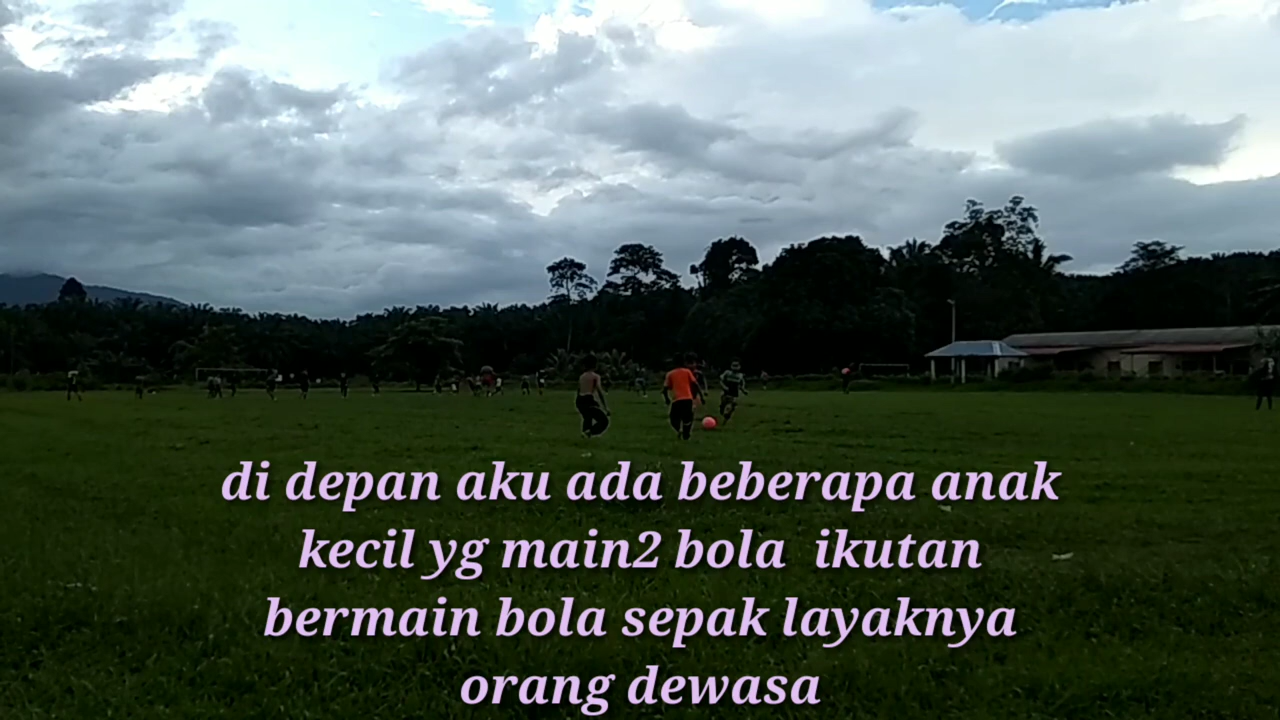 di depan aku ada beberapa anak
kecil yg main2 bola ikutan
bermain bola sepak layaknya
orang dewasa